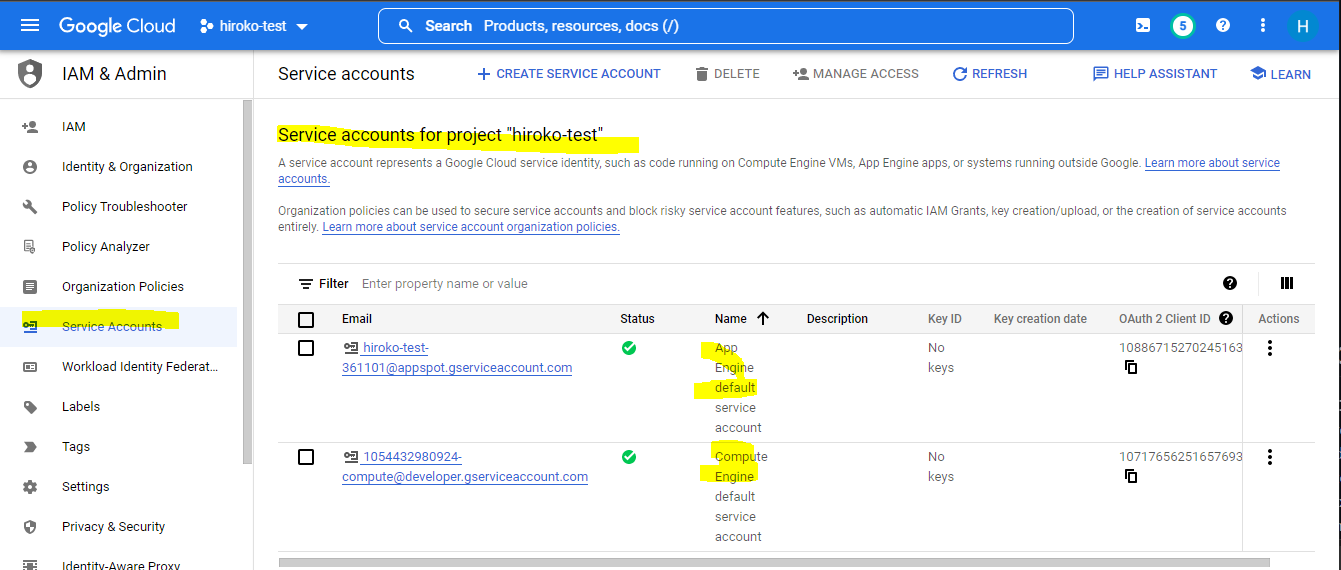 Google Cloud hiroko-test Search Products, resources, docs (/) 5 H
IAM & Admin
Service accounts CREATE SERVICE ACCOUNT DELETE MANAGE ACCESS REFRESH HELP ASSISTANT LEARN
IAM
Identity & Organization
Policy Troubleshooter
Policy Analyzer
Organization Policies
Service Accounts
Workload Identity Federat...
Labels
Tags
Settings
Privacy & Security
Identity-Aware Proxy
Service accounts for project "hiroko-test"
A service account represents a Google Cloud service identity, such as code running on Compute Engine VMs, App Engine apps, or systems running outside Google. Learn more about service
accounts.
Organization policies can be used to secure service accounts and block risky service account features, such as automatic IAM Grants, key creation/upload, or the creation of service accounts
entirely. Learn more about service account organization policies.
Filter Enter property name or value
Email Status Name Description Key ID Key creation date OAuth 2 Client ID Actions
hiroko-test-
361101@appspot.gserviceaccount.com
App
Engine
default
service
account
No
keys
10886715270245163
1054432980924-
compute@developer.gserviceaccount.com
Compute
Engine
default
service
account
No
keys
10717656251657693